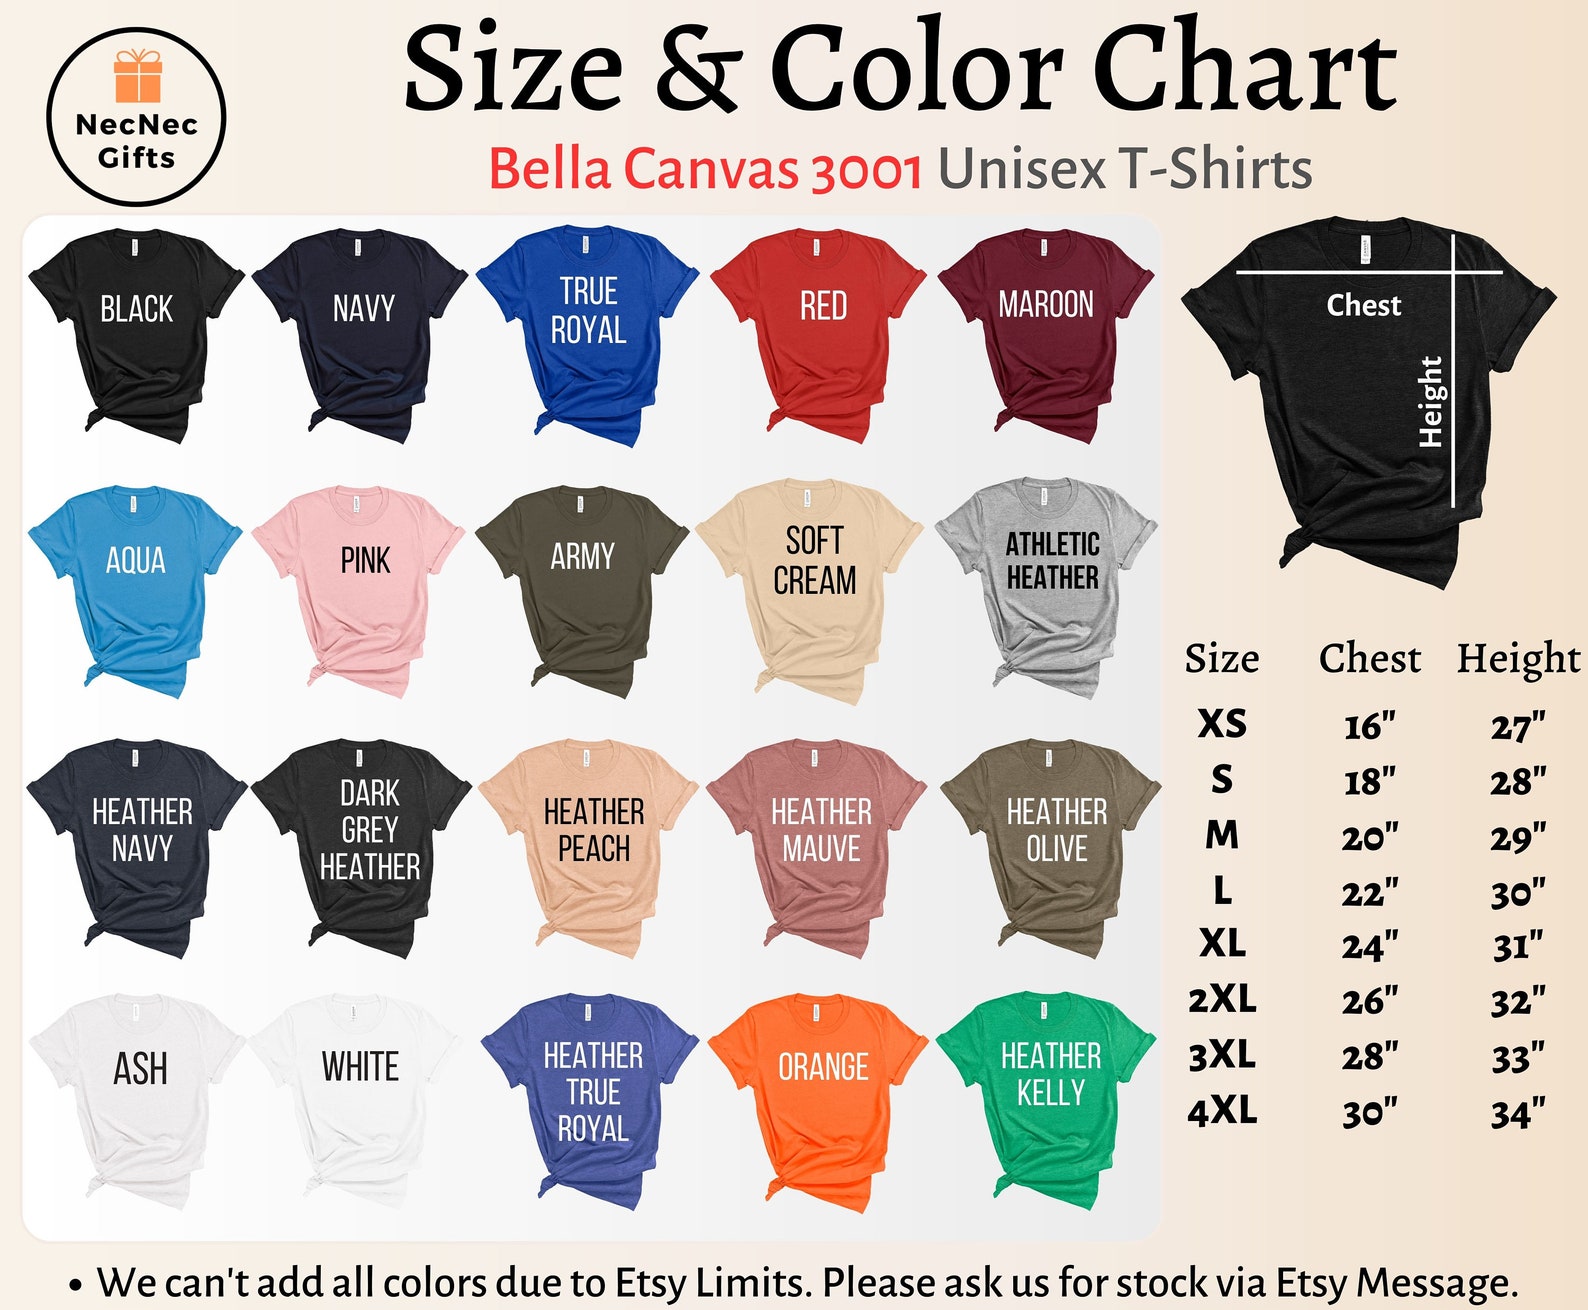 NecNec
Gifts
Size & Color Chart
Bella Canvas 3001 Unisex T-Shirts
BLACK
NAVY
TRUE
ROYAL
RED
MAROON
AQUA
PINK
ARMY
SOFT
CREAM
ATHLETIC
HEATHER
HEATHER
NAVY
DARK
GREY
HEATHER
HEATHER
PEACH
HEATHER
MAUVE
HEATHER
OLIVE
ASH
WHITE
HEATHER
TRUE
ROYAL
ORANGE
HEATHER
KELLY
Chest
Height
Size Chest Height
XS 16" 27"
S 18" 28"
M 20" 29"
L 22" 30"
XL 24" 31"
2XL 26" 32"
3XL 28" 33"
4XL 30" 34"
• We can't add all colors due to Etsy Limits. Please ask us for stock via Etsy Message.